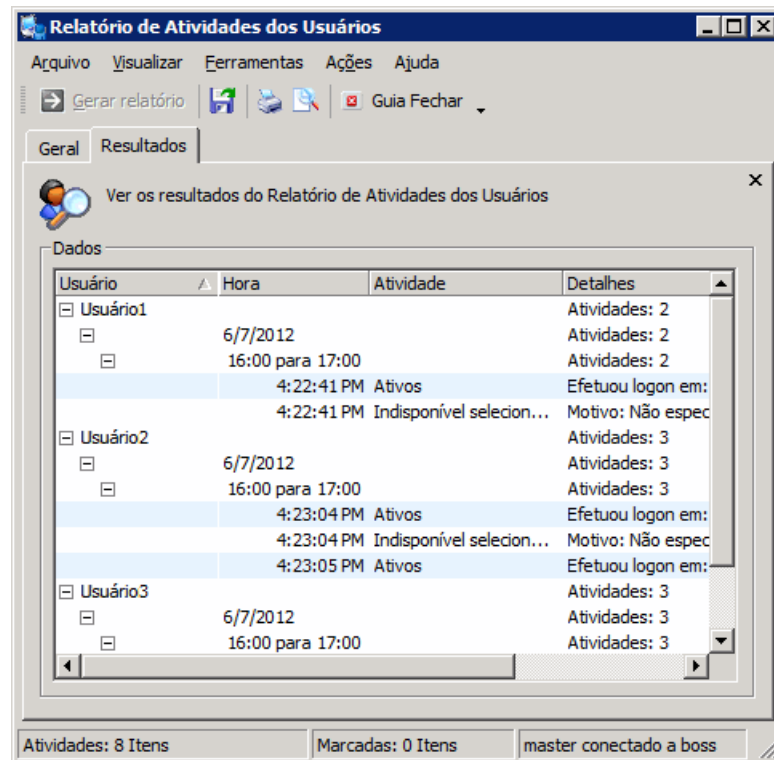 Relatório de Atividades dos Usuários
Arquivo Visualizar Ferramentas Ações Ajuda
Gerar relatório Guia Fechar
Geral Resultados
Ver os resultados do Relatório de Atividades dos Usuários
Dados
Usuário Hora Atividade Detalhes
Usuário1 Atividades: 2
6/7/2012 Atividades: 2
16:00 para 17:00 Atividades: 2
4:22:41 PM Ativos Efetuou logon em:
4:22:41 PM Indisponível selecion... Motivo: Não espec
Usuário2 Atividades: 3
6/7/2012 Atividades: 3
16:00 para 17:00 Atividades: 3
4:23:04 PM Ativos Efetuou logon em:
4:23:04 PM Indisponível selecion... Motivo: Não espec
4:23:05 PM Ativos Efetuou logon em:
Usuário3 Atividades: 3
6/7/2012 Atividades: 3
16:00 para 17:00 Atividades: 3
Atividades: 8 Itens Marcadas: 0 Itens master conectado a boss